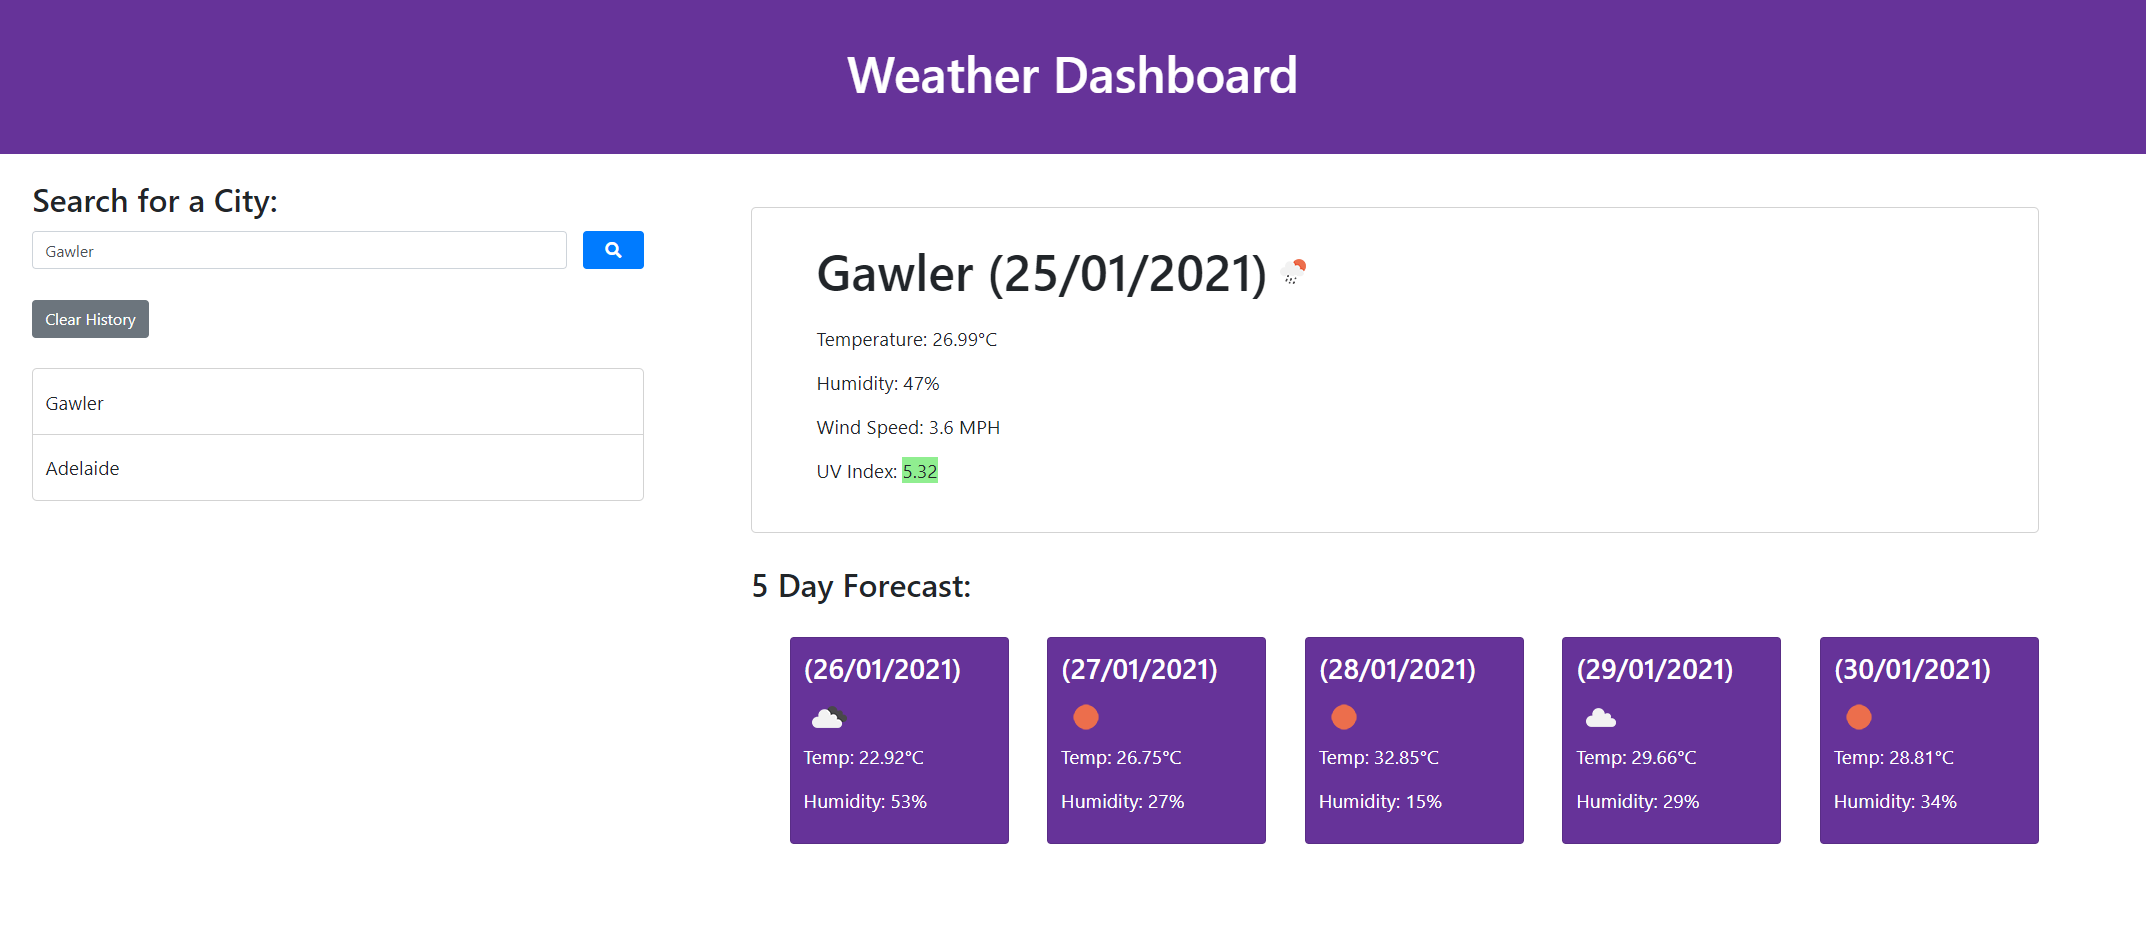 Weather Dashboard
Search for a City:
Gawler
Clear History
Gawler
Adelaide
Gawler (25/01/2021)
Temperature: 26.99°C
Humidity: 47%
Wind Speed: 3.6 MPH
UV Index: 5.32
5 Day Forecast:
(26/01/2021)
Temp: 22.92°C
Humidity: 53%
(27/01/2021)
Temp: 26.75°C
Humidity: 27%
(28/01/2021)
Temp: 32.85°C
Humidity: 15%
(29/01/2021)
Temp: 29.66°C
Humidity: 29%
(30/01/2021)
Temp: 28.81°C
Humidity: 34%